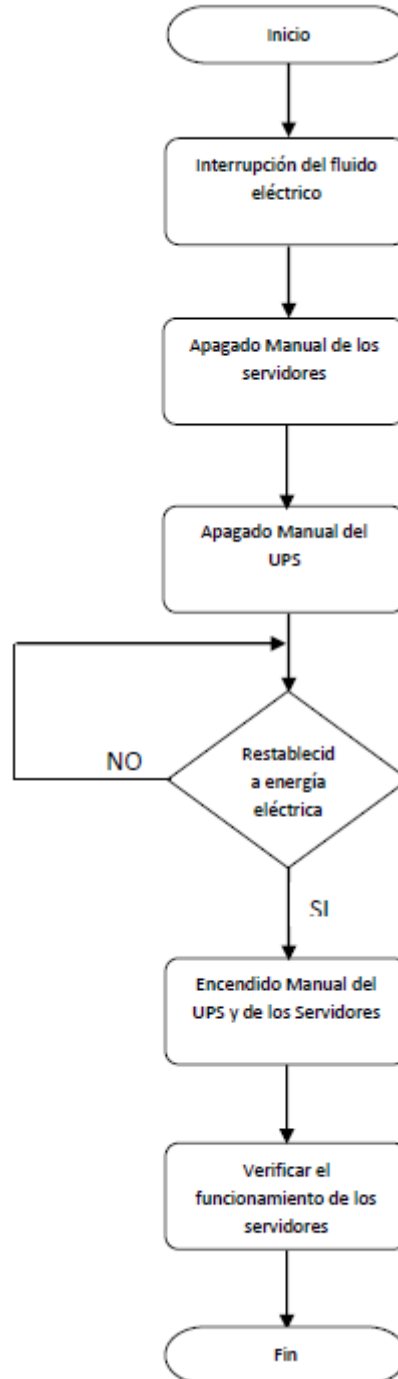 Inicio
Interrupción del fluido
eléctrico
Apagado Manual de los
servidores
Apagado Manual del
UPS
Restablecid
a energía
eléctrica
NO
SI
Encendido Manual del
UPS y de los Servidores
Verificar el
funcionamiento de los
servidores
Fin